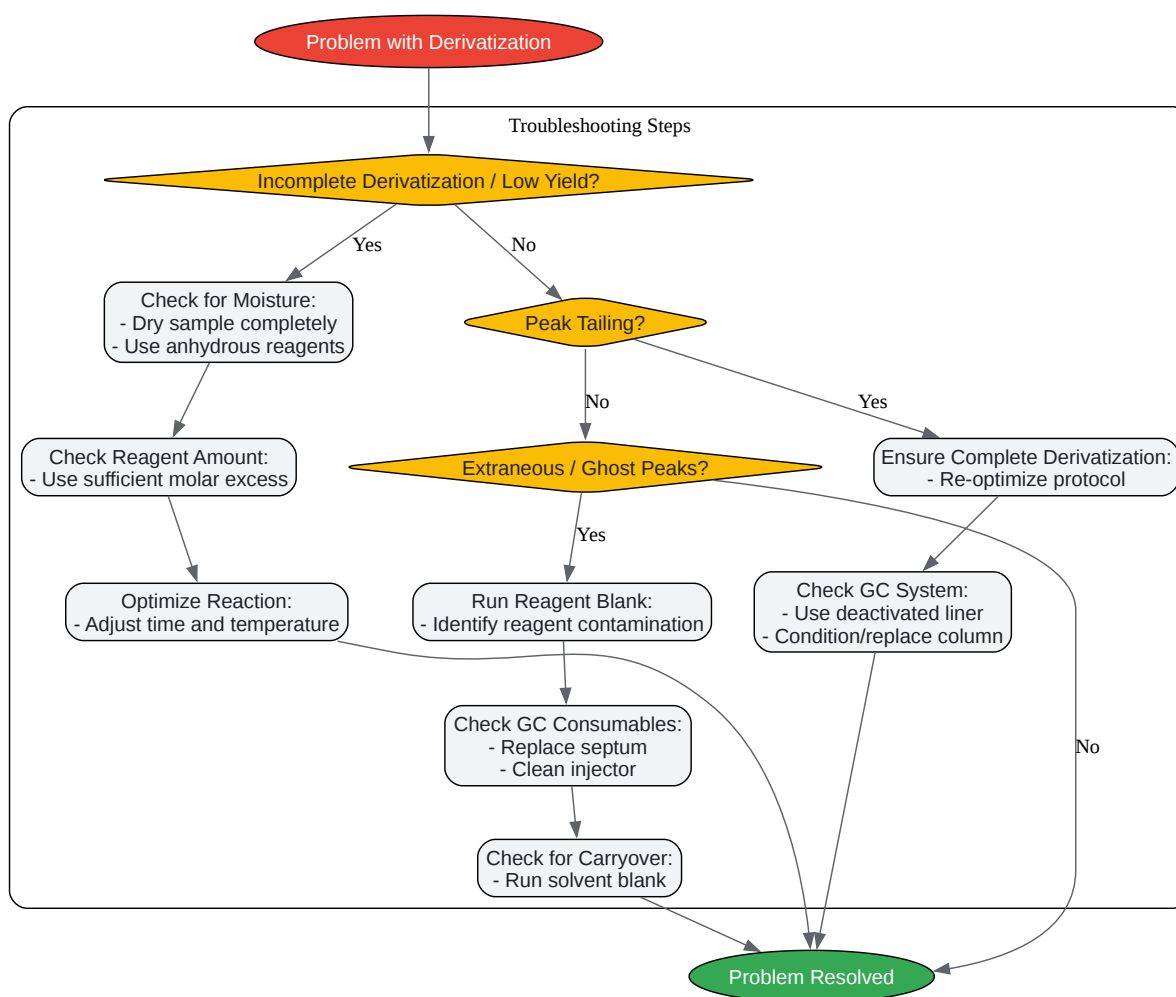 Problem with Derivatization
Troubleshooting Steps
Incomplete Derivatization / Low Yield?
Yes
No
Check for Moisture:
- Dry sample completely
- Use anhydrous reagents
Peak Tailing?
No
Yes
Check Reagent Amount:
- Use sufficient molar excess
Extraneous / Ghost Peaks?
Ensure Complete Derivatization:
- Re-optimize protocol
Yes
Optimize Reaction:
- Adjust time and temperature
Run Reagent Blank:
- Identify reagent contamination
Check GC System:
- Use deactivated liner
- Condition/replace column
Check GC Consumables:
- Replace septum
- Clean injector
No
Check for Carryover:
- Run solvent blank
Problem Resolved